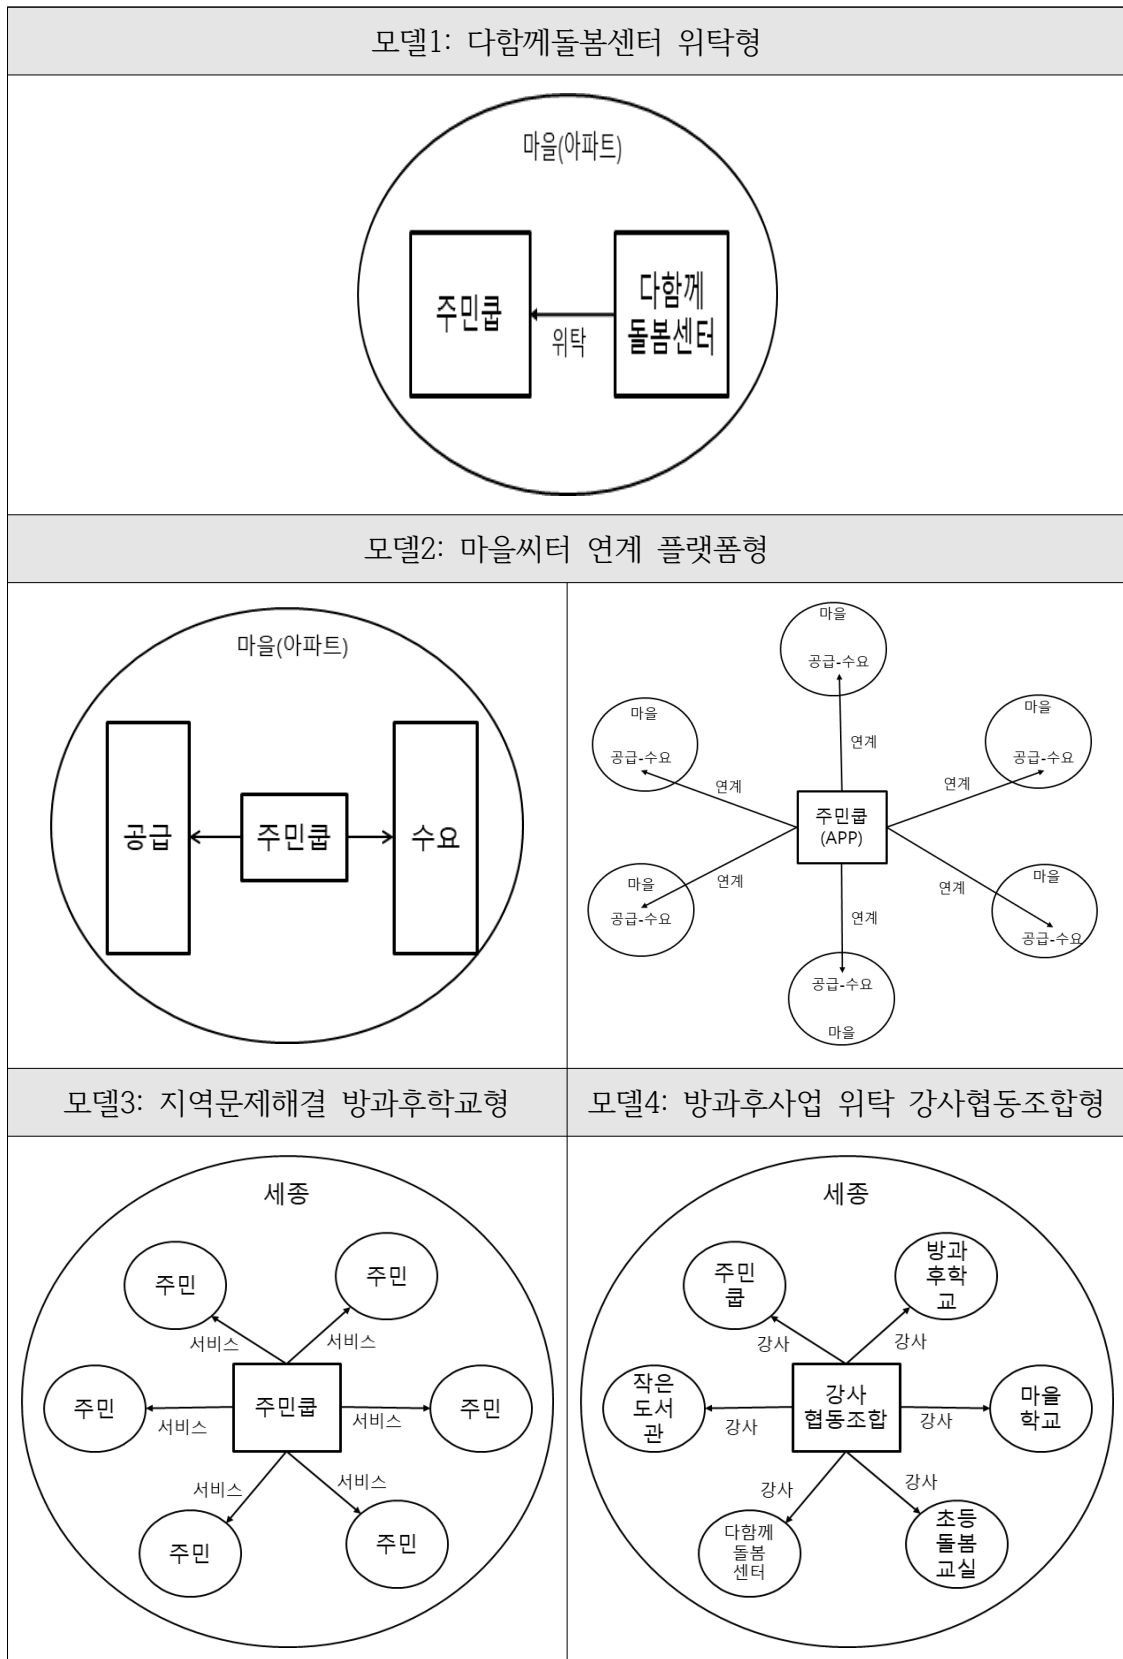 모델1: 다함께돌봄센터 위탁형
마을(아파트)
주민쿱
위탁
다함께
돌봄센터
모델2: 마을씨터 연계 플랫폼형
마을(아파트)
공급
주민쿱
수요
마을
공급-수요
연계
마을
공급-수요
연계
마을
공급-수요
연계
주민쿱
(APP)
마을
공급-수요
연계
마을
공급-수요
연계
연계
공급-수요
마을
모델3: 지역문제해결 방과후학교형
세종
주민
주민
서비스
서비스
주민
서비스
주민쿱
서비스
주민
서비스
서비스
주민
주민
모델4: 방과후사업 위탁 강사협동조합형
세종
주민
쿱
방과
후학
교
강사
강사
작은
도서
관
강사
강사
협동조합
강사
마을
학교
강사
강사
다함께
돌봄
센터
초등
돌봄
교실